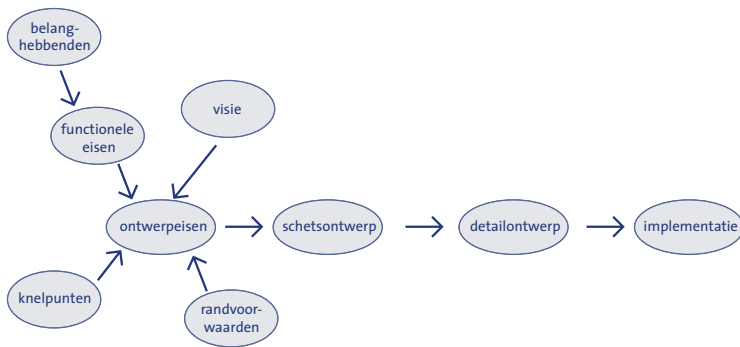 belang-
hebbenden
functionele
eisen
visie
ontwerpeisen
schetsontwerp
detailontwerp
implementatie
knelpunten
randvoor-
waarden